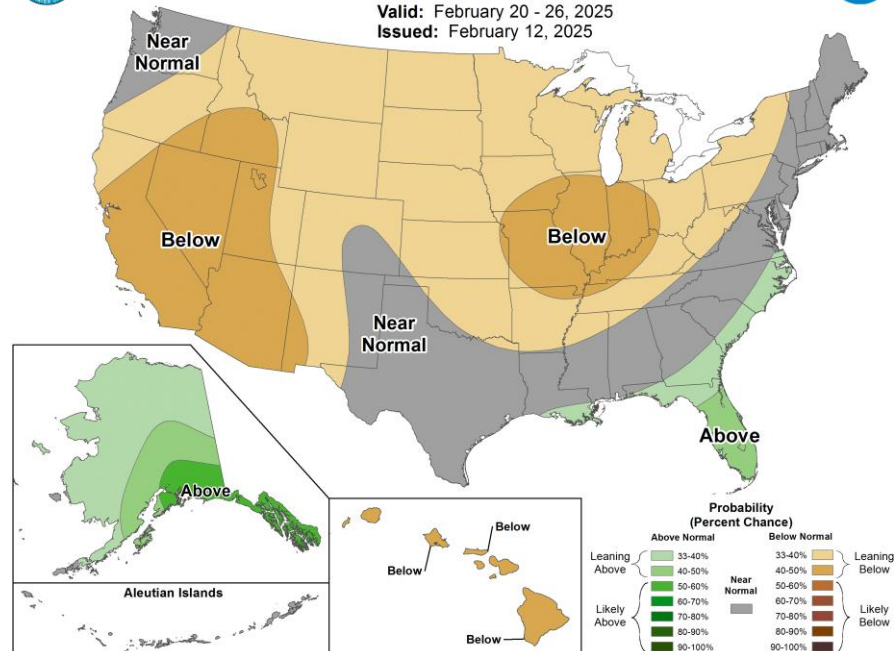 Valid: February 20 - 26, 2025
Issued: February 12, 2025
Near
Normal
Below
Below
Near
Normal
Above
Above
Aleutian Islands
Below
Below
Below
Probability
(Percent Chance)
Above Normal
Below Normal
Leaning
Above
33-40%
40-50%
Likely
Above
50-60%
60-70%
70-80%
80-90%
90-100%
Near
Normal
33-40%
40-50%
Leaning
Below
50-60%
60-70%
70-80%
80-90%
90-100%
Likely
Below